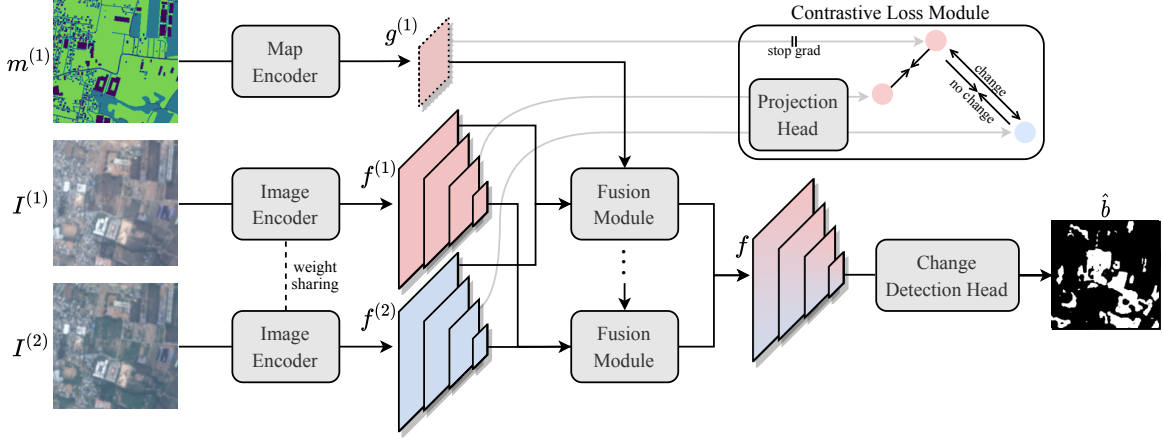 Contrastive Loss Module
m^(1)
Map
Encoder
g^(1)
stop grad
change
no change
Projection
Head
I^(1)
Image
Encoder
f^(1)
Fusion
Module
weight
sharing
f
Change
Detection Head
b̂
I^(2)
Image
Encoder
f^(2)
Fusion
Module